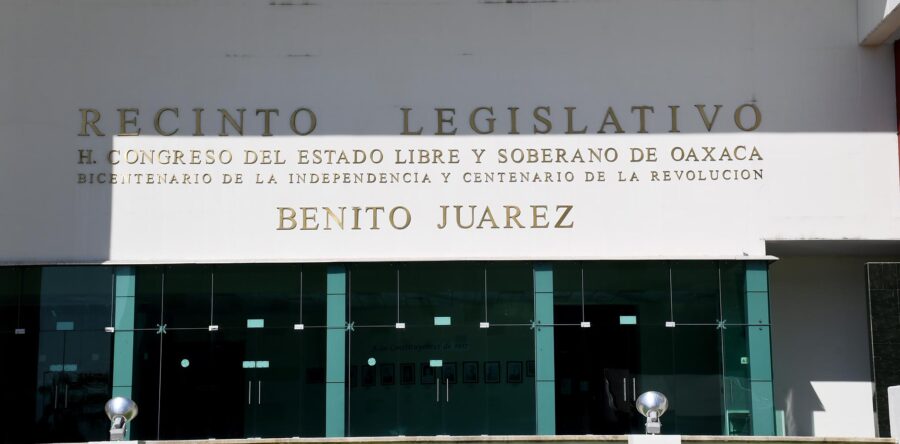 RECINTO LEGISLATIVO
H. CONGRESO DEL ESTADO LIBRE Y SOBERANO DE OAXACA
BICENTENARIO DE LA INDEPENDENCIA Y CENTENARIO DE LA REVOLUCION
BENITO JUAREZ